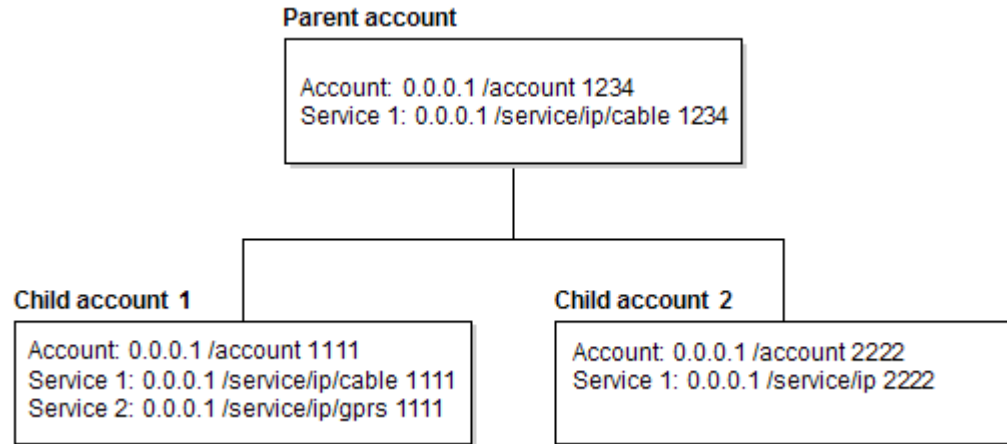 Parent account
Account: 0.0.0.1 /account 1234
Service 1: 0.0.0.1 /service/ip/cable 1234
Child account 1
Account: 0.0.0.1 /account 1111
Service 1: 0.0.0.1 /service/ip/cable 1111
Service 2: 0.0.0.1 /service/ip/gprs 1111
Child account 2
Account: 0.0.0.1 /account 2222
Service 1: 0.0.0.1 /service/ip 2222